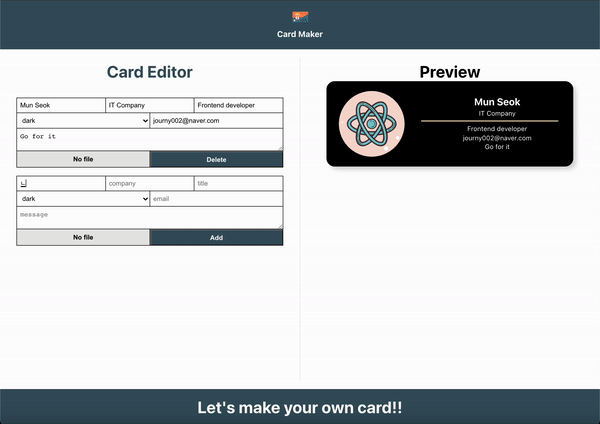 Card Maker
Card Editor
Mun Seok IT Company Frontend developer
dark journy002@naver.com
Go for it
No file Delete
company title
dark email
message
No file Add
Preview
Mun Seok
IT Company
Frontend developer
journy002@naver.com
Go for it
Let's make your own card!!